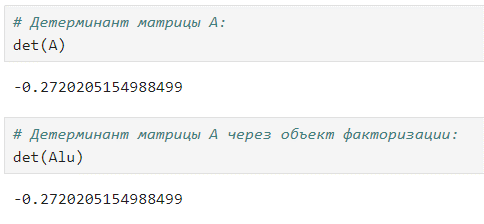 # Детерминант матрицы A:
det(A)
-0.2720205154988499
# Детерминант матрицы A через объект факторизации:
det(Alu)
-0.2720205154988499